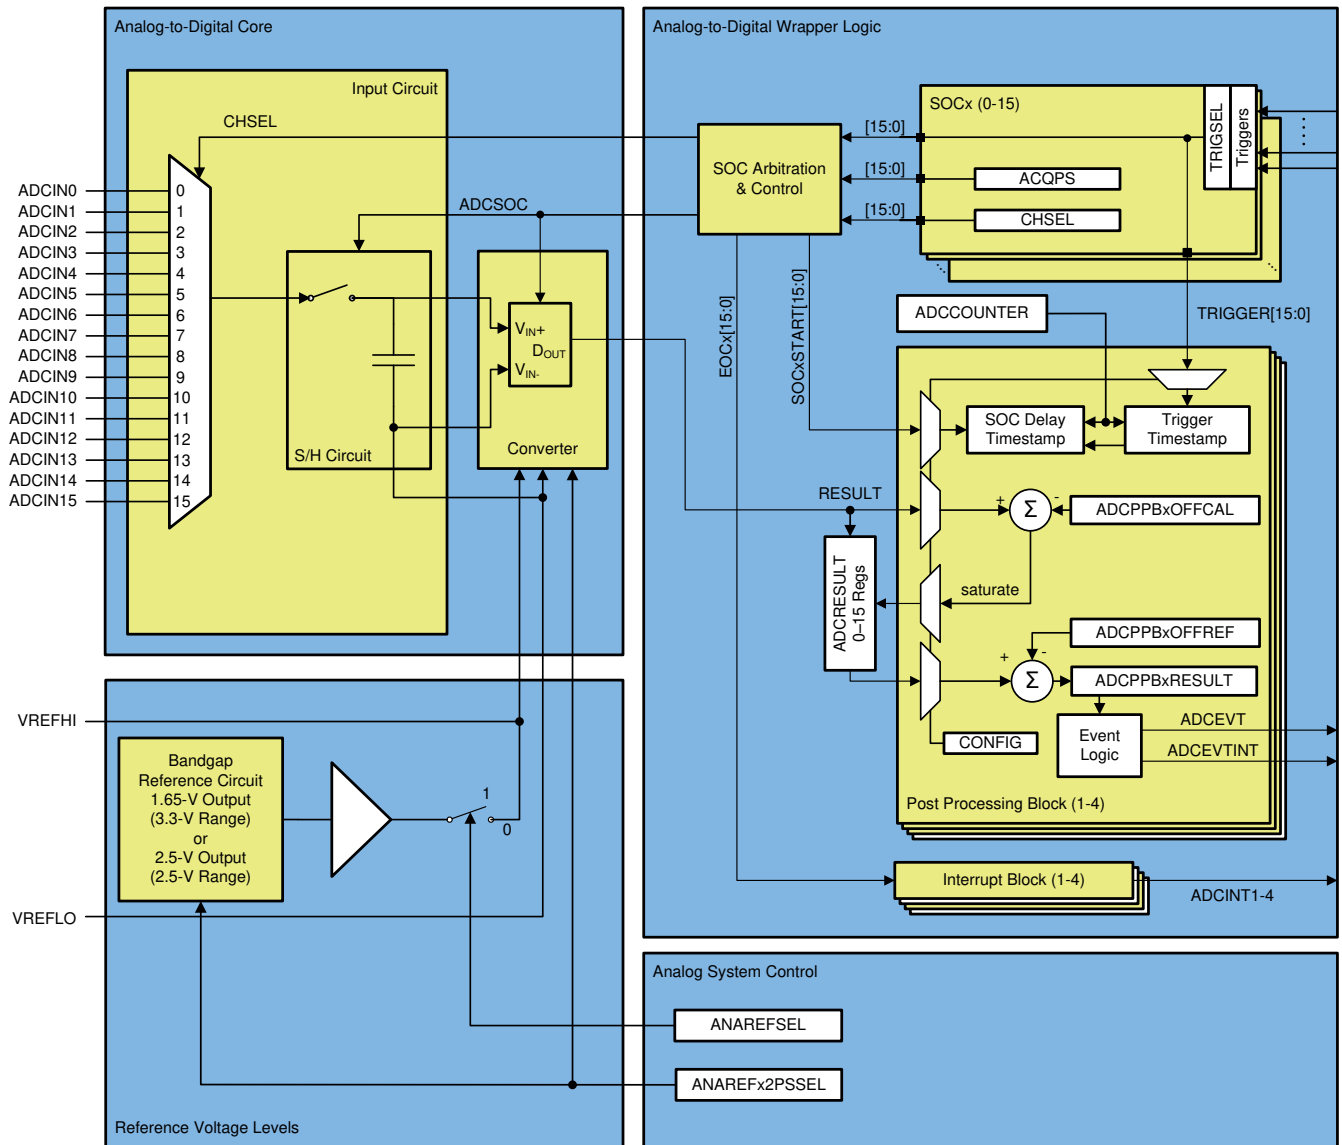 Analog-to-Digital Core
Input Circuit
CHSEL
ADCIN0
ADCIN1
ADCIN2
ADCIN3
ADCIN4
ADCIN5
ADCIN6
ADCIN7
ADCIN8
ADCIN9
ADCIN10
ADCIN11
ADCIN12
ADCIN13
ADCIN14
ADCIN15
0
1
2
3
4
5
6
7
8
9
10
11
12
13
14
15
ADCSOC
S/H Circuit
VIN+
DOUT
VIN-
Converter
Analog-to-Digital Wrapper Logic
SOC Arbitration
& Control
[15:0]
[15:0]
[15:0]
SOCx (0-15)
ACQPS
CHSEL
TRIGSEL
Triggers
EOCx[15:0]
SOCxSTART[15:0]
TRIGGER[15:0]
ADCCOUNTER
SOC Delay
Timestamp
Trigger
Timestamp
RESULT
+
Σ
-
ADCPPBxOFFCAL
ADCRESULT
0–15 Regs
saturate
ADCPPBxOFFREF
+
-
Σ
ADCPPBxRESULT
CONFIG
Event
Logic
ADCEVT
ADCEVTINT
Post Processing Block (1-4)
Interrupt Block (1-4)
ADCINT1-4
VREFHI
Bandgap
Reference Circuit
1.65-V Output
(3.3-V Range)
or
2.5-V Output
(2.5-V Range)
1
0
VREFLO
Reference Voltage Levels
Analog System Control
ANAREFSEL
ANAREFx2PSSEL